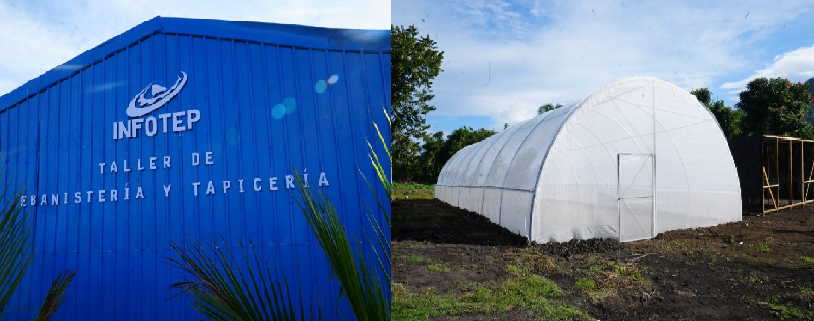 INFOTEP
TALLER DE
EBANISTERÍA Y TAPICERÍA